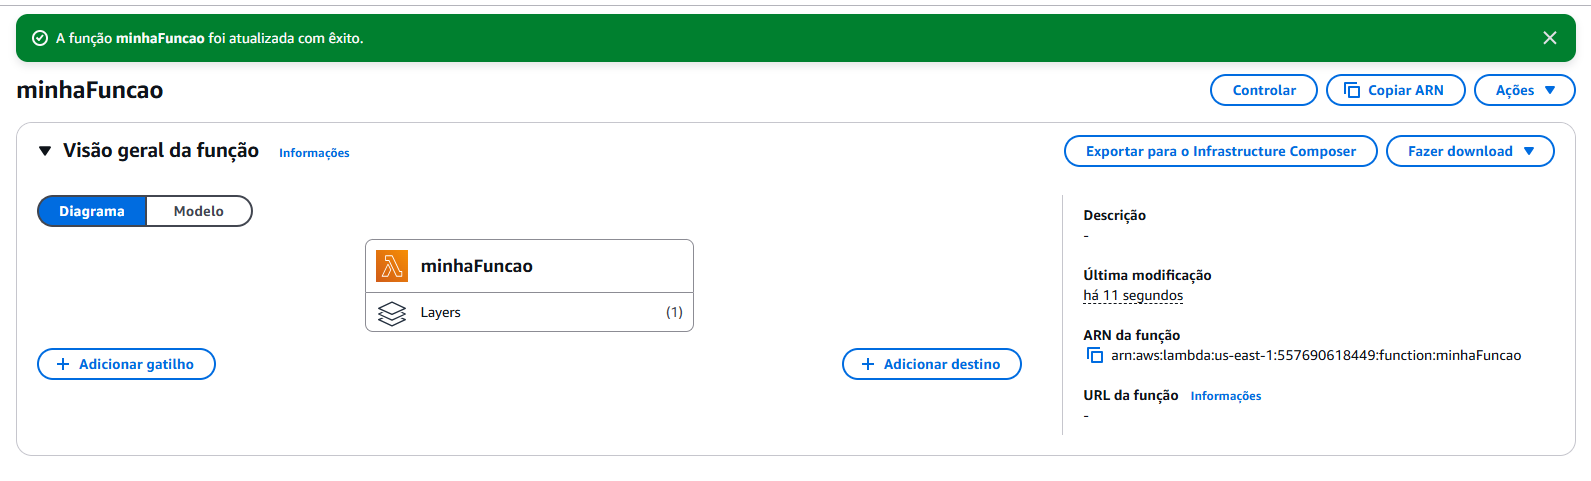 A função minhaFuncao foi atualizada com êxito.
minhaFuncao
Controlar
Copiar ARN
Ações
Visão geral da função
Informações
Exportar para o Infrastructure Composer
Fazer download
Diagrama
Modelo
minhaFuncao
Layers
(1)
Adicionar gatilho
Adicionar destino
Descrição
-
Última modificação
há 11 segundos
ARN da função
arn:aws:lambda:us-east-1:557690618449:function:minhaFuncao
URL da função Informações
-